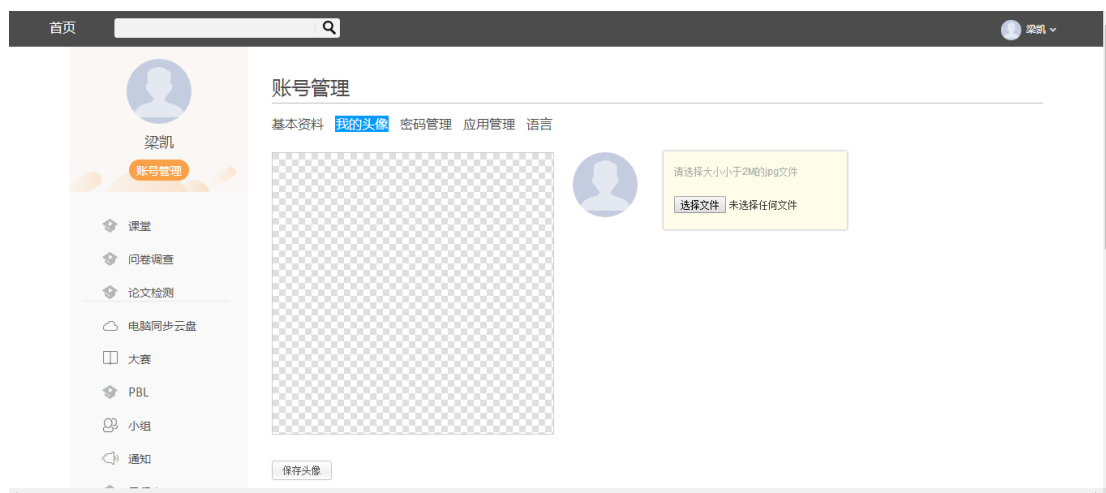 首页
梁凯
梁凯
账号管理
课堂
问卷调查
论文检测
电脑同步云盘
大赛
PBL
小组
通知
账号管理
基本资料 我的头像 密码管理 应用管理 语言
请选择大小小于2M的jpg文件
选择文件 未选择任何文件
保存头像